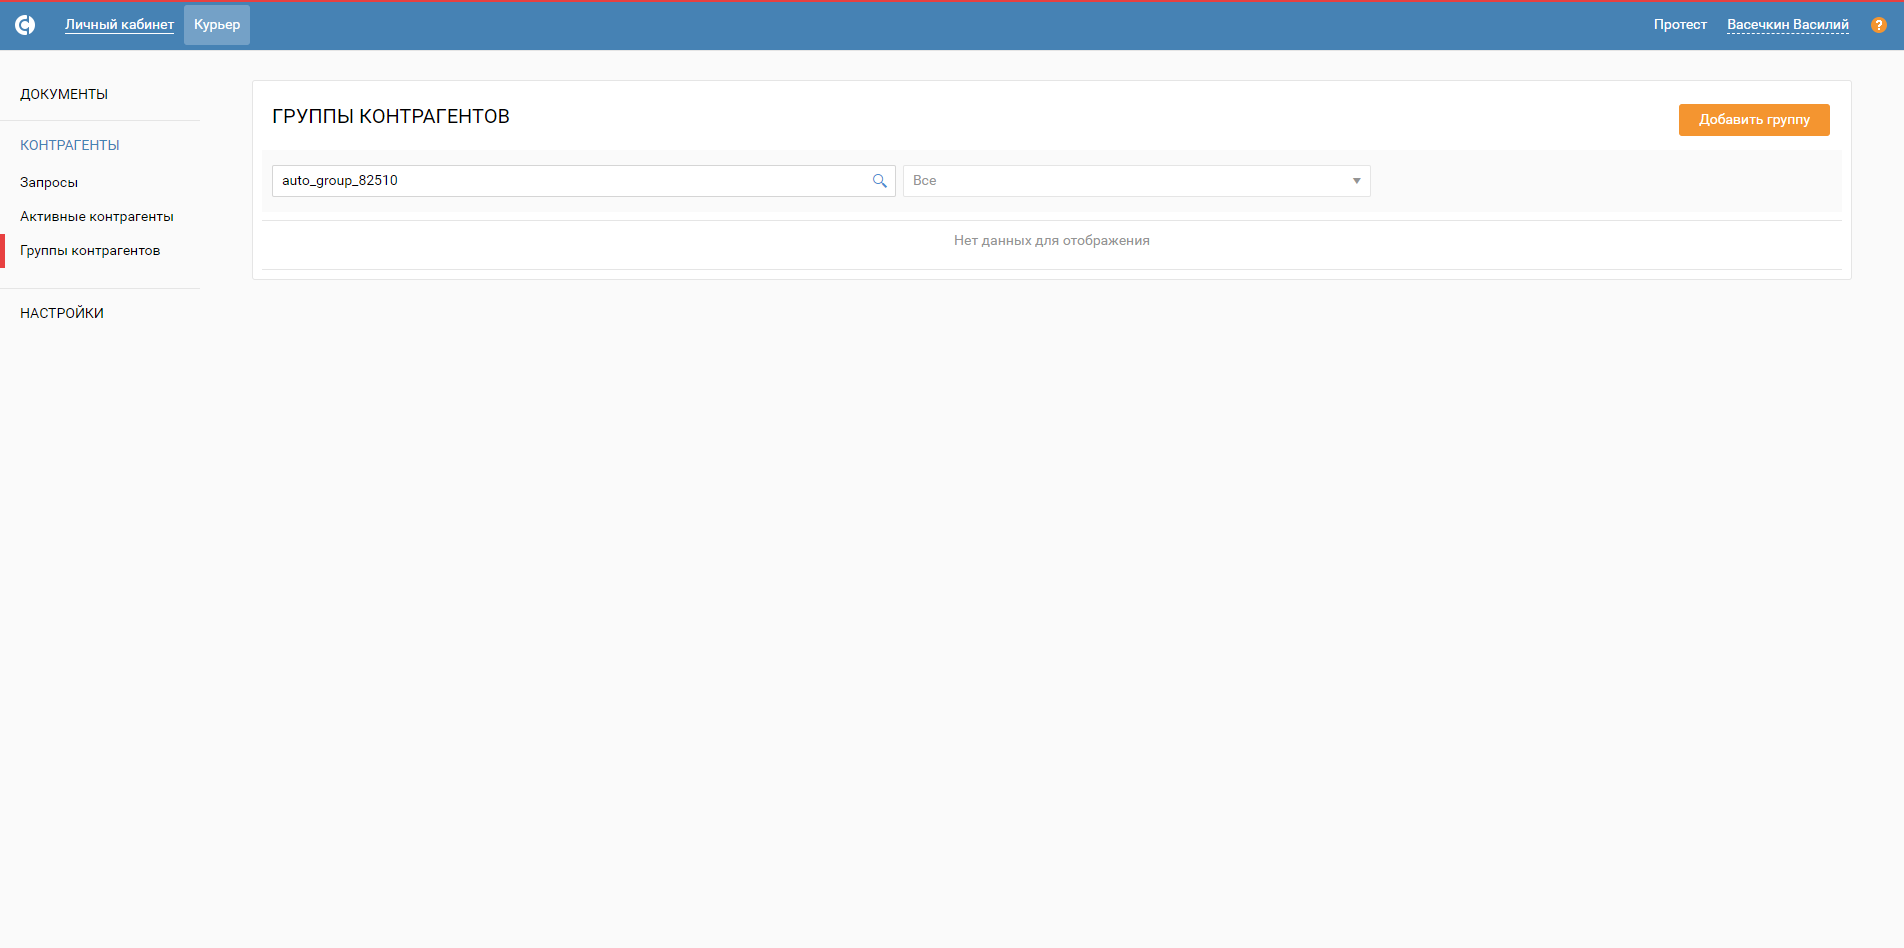 Личный кабинет Курьер Протест Васечкин Василий ?
ДОКУМЕНТЫ
КОНТРАГЕНТЫ
Запросы
Активные контрагенты
Группы контрагентов
НАСТРОЙКИ
ГРУППЫ КОНТРАГЕНТОВ
Добавить группу
auto_group_82510 Все
Нет данных для отображения